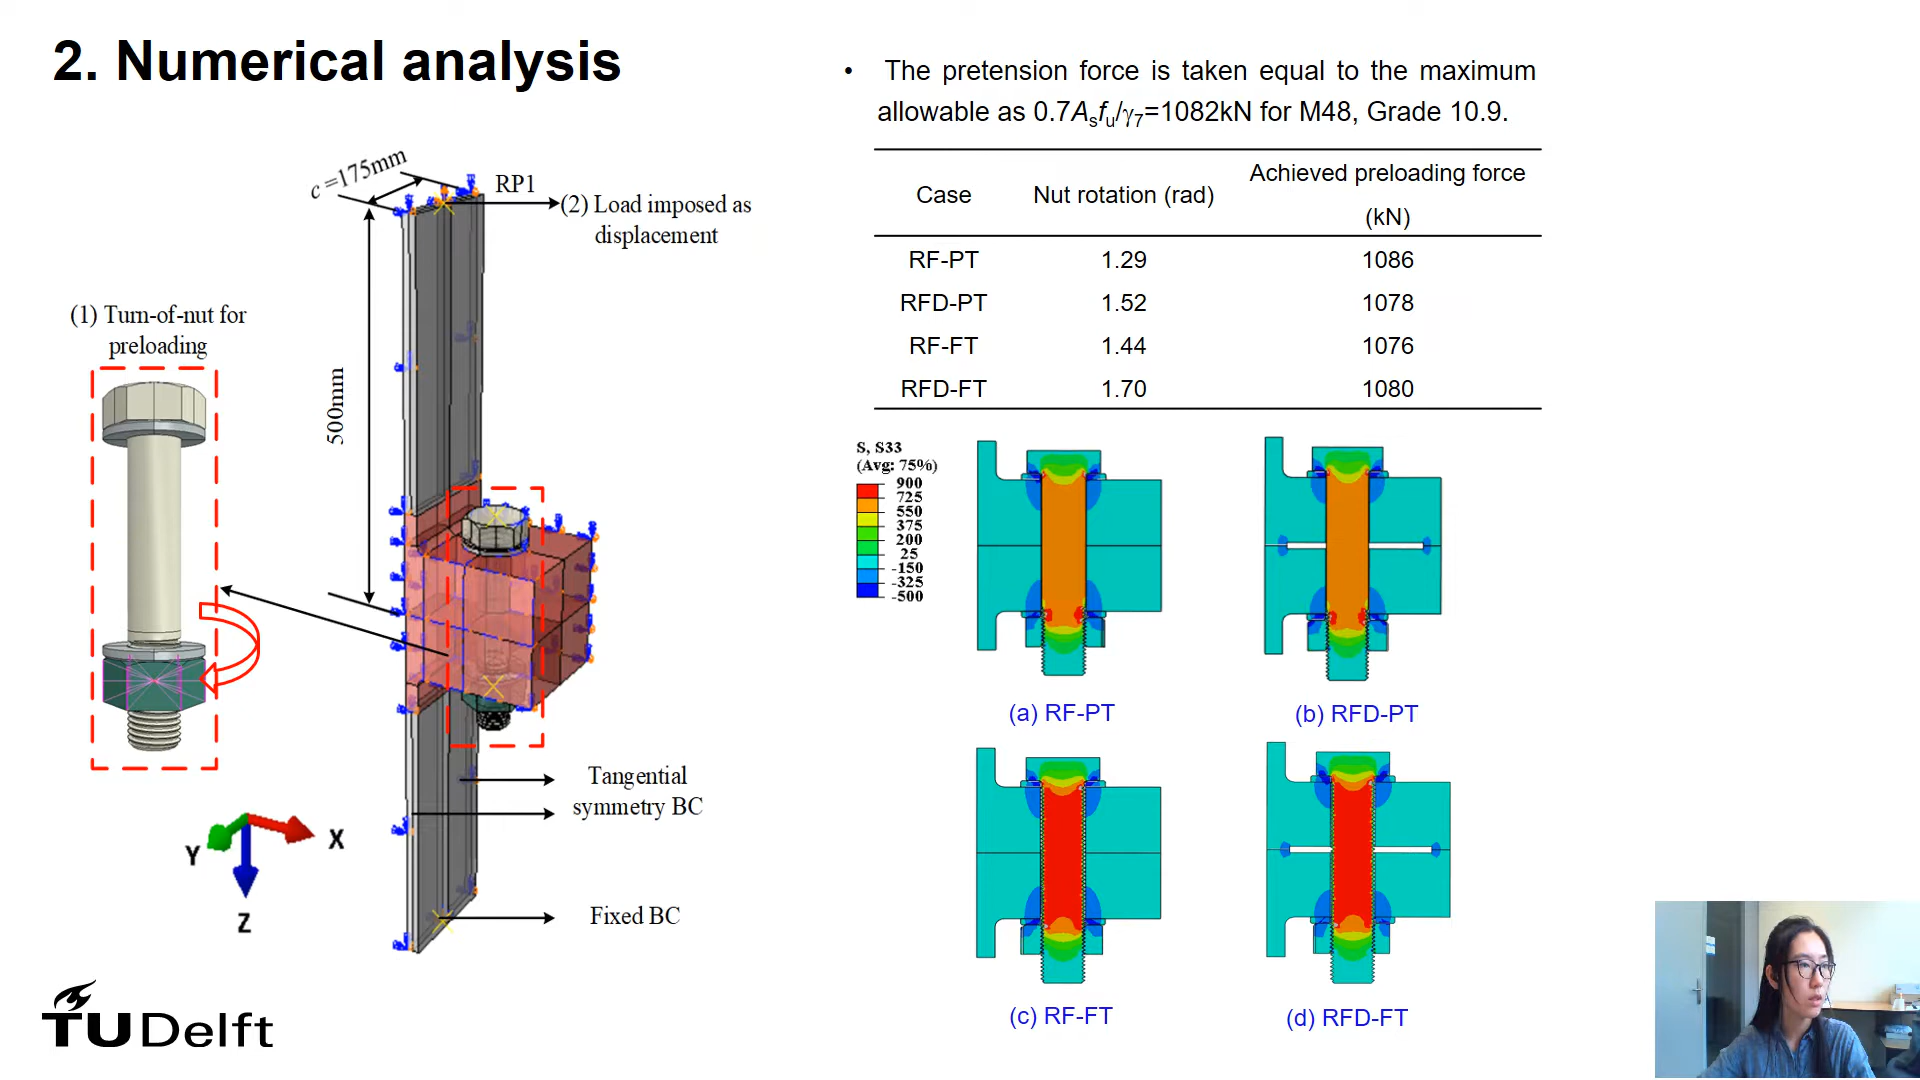 2. Numerical analysis
• The pretension force is taken equal to the maximum
allowable as 0.7Asfu/γ7=1082kN for M48, Grade 10.9.
Case Nut rotation (rad) Achieved preloading force
(kN)
RF-PT 1.29 1086
RFD-PT 1.52 1078
RF-FT 1.44 1076
RFD-FT 1.70 1080
c =175mm
RP1
(2) Load imposed as
displacement
(1) Turn-of-nut for
preloading
500mm
Tangential
symmetry BC
Fixed BC
X
Y
Z
S, S33
(Avg: 75%)
900
725
550
375
200
25
-150
-325
-500
(a) RF-PT
(b) RFD-PT
(c) RF-FT
(d) RFD-FT
TU Delft